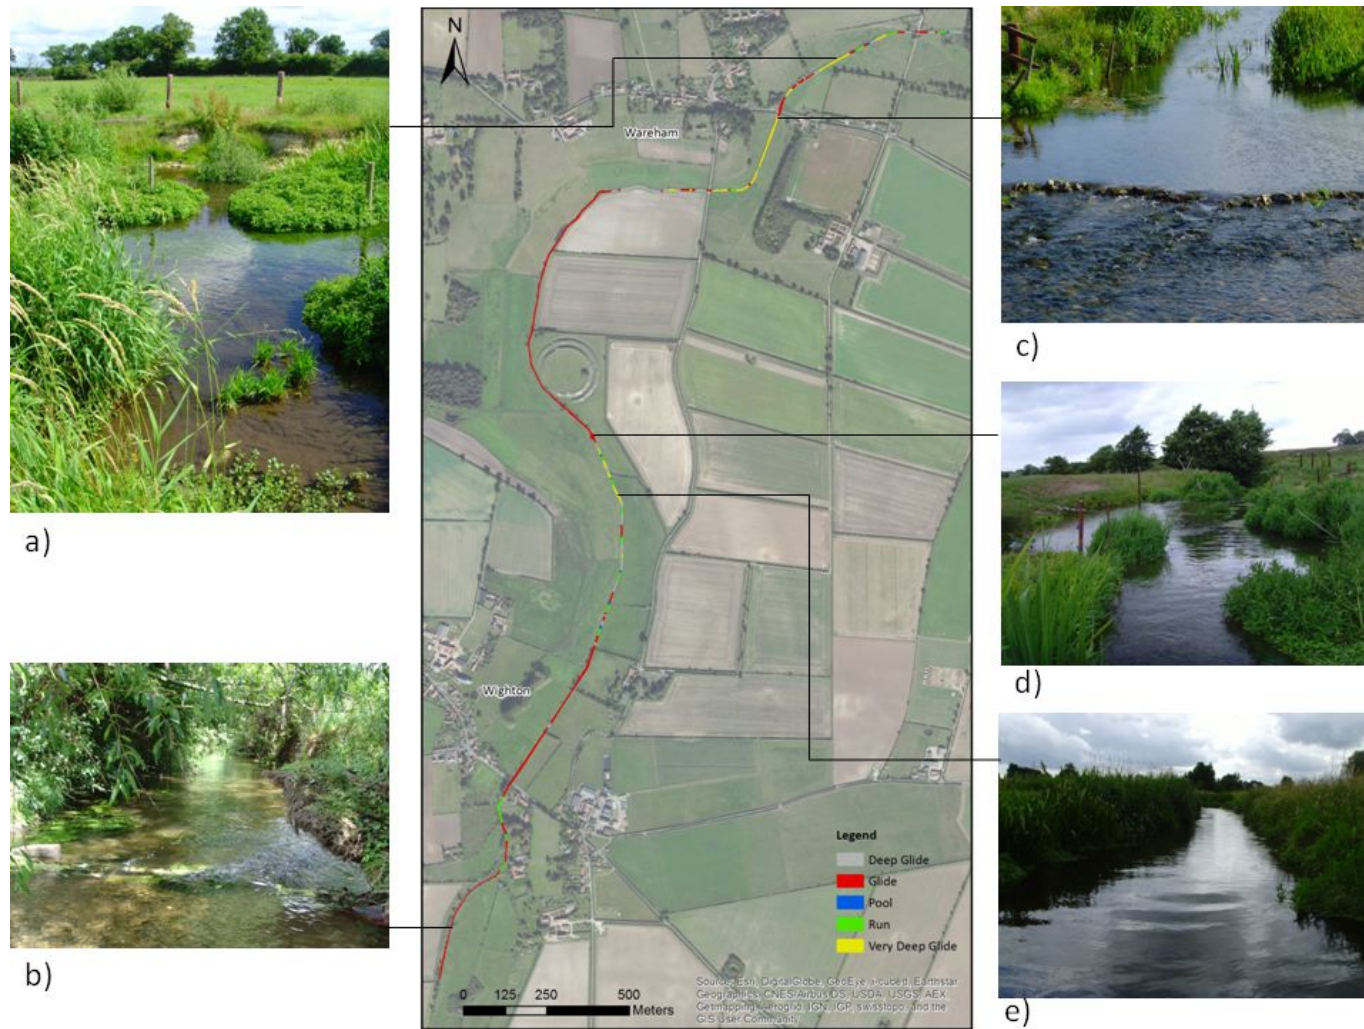 a)
b)
N
Wareham
Wighton
Legend
Deep Glide
Glide
Pool
Run
Very Deep Glide
0 125 250 500
Meters
Source: Esri, DigitalGlobe, GeoEye, i-cubed, Earthstar
Geographics, CNES/Airbus DS, USDA, USGS, AEX,
Getmapping, Aerogrid, IGN, IGP, swisstopo, and the
GIS User Community
c)
d)
e)